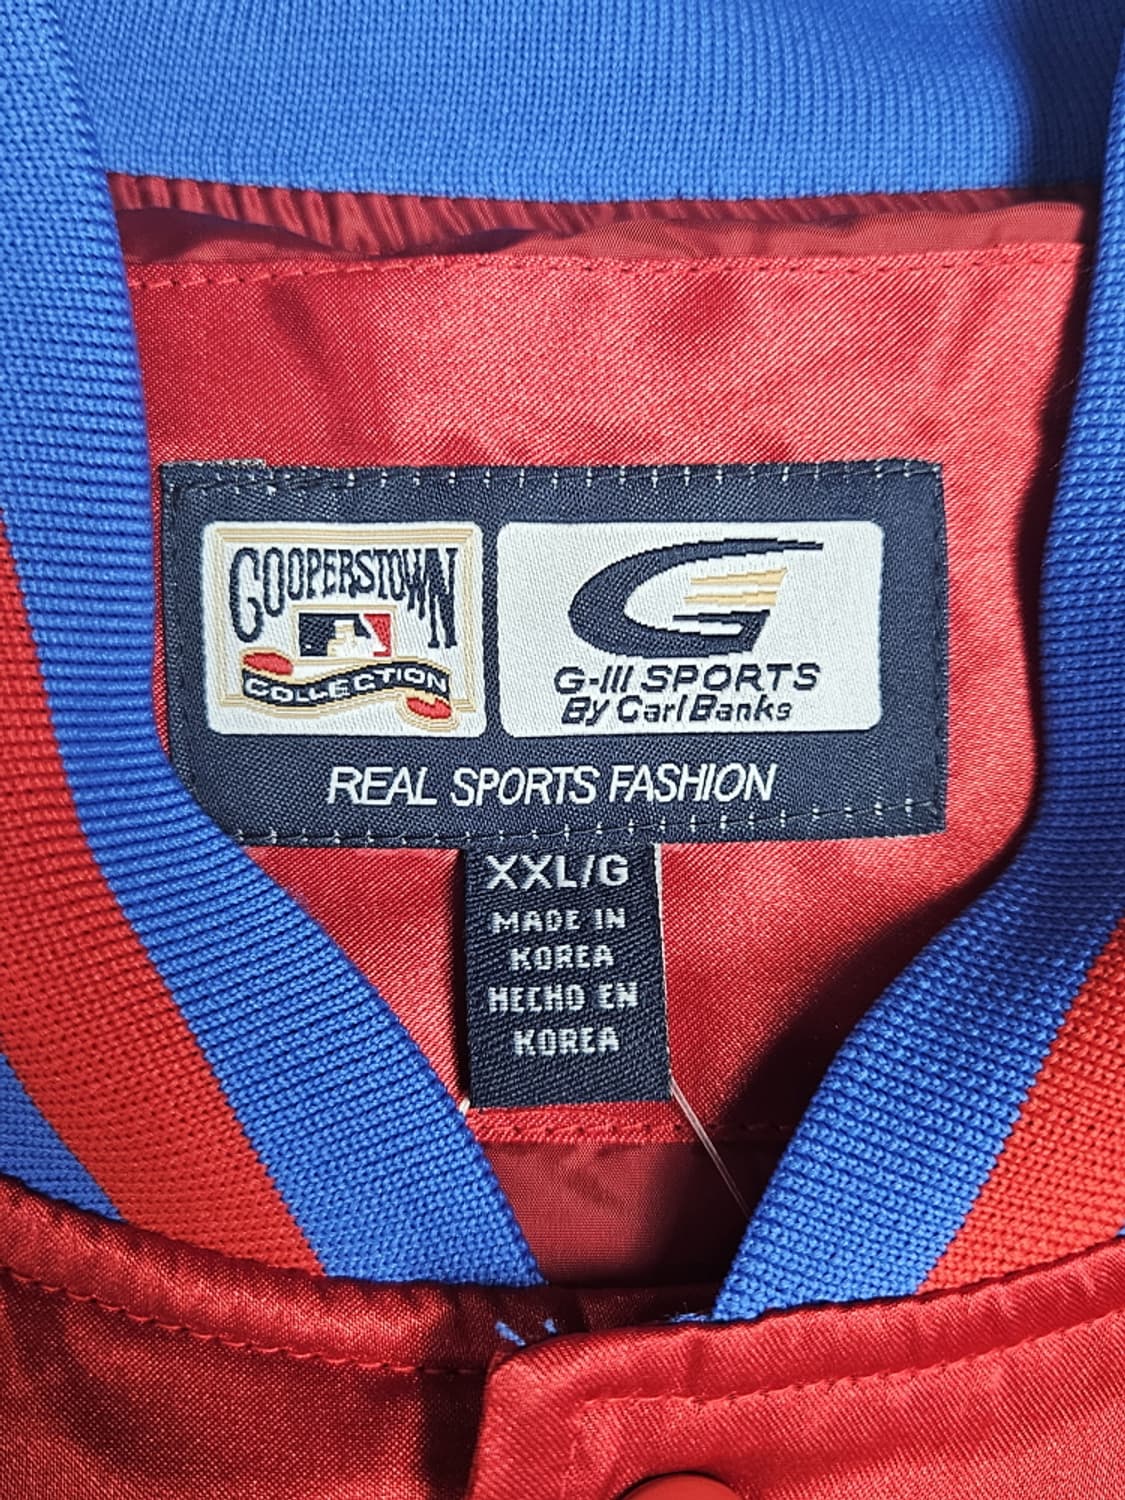 COOPERSTOWN
COLLECTION
G-III SPORTS
By Carl Banks
REAL SPORTS FASHION
XXL/G
MADE IN
KOREA
HECHO EN
KOREA